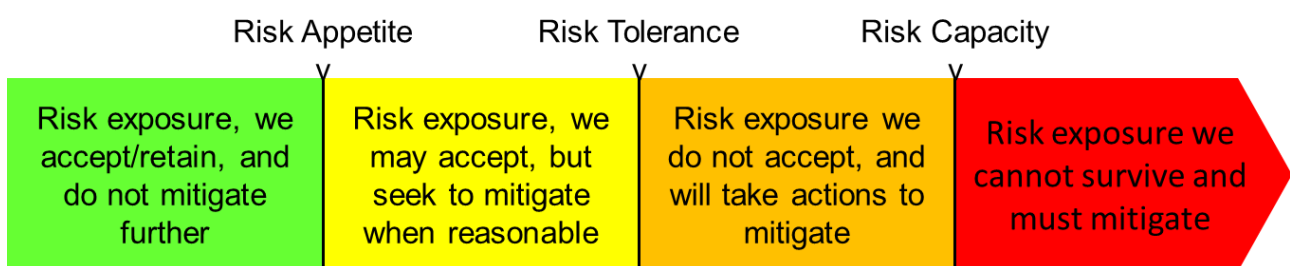 Risk Appetite Risk Tolerance Risk Capacity
v v v
Risk exposure, we
accept/retain, and
do not mitigate
further
Risk exposure, we
may accept, but
seek to mitigate
when reasonable
Risk exposure we
do not accept, and
will take actions to
mitigate
Risk exposure we
cannot survive and
must mitigate